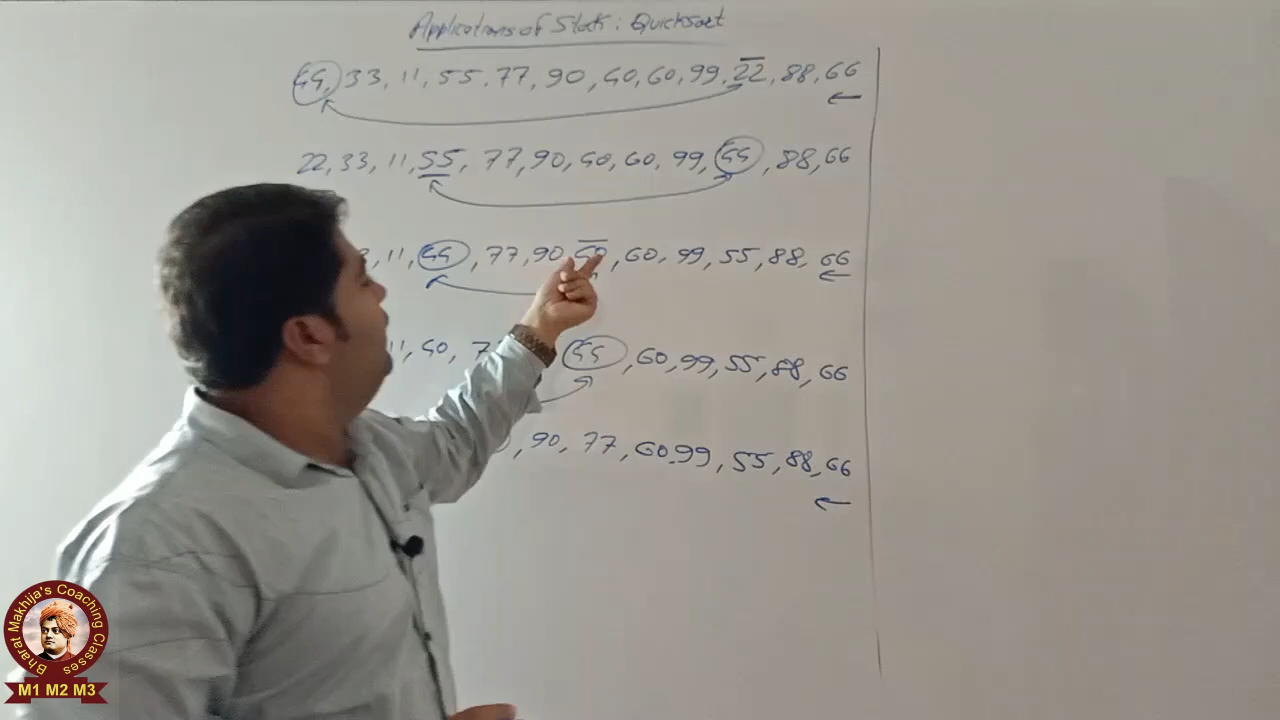 Applications of Stack: Quicksort
44, 33, 11, 55, 77, 90, 40, 60, 99, 22, 88, 66
22, 33, 11, 55, 77, 90, 40, 60, 99, 44, 88, 66
11, 44, 77, 90, 40, 60, 99, 55, 88, 66
11, 40, 44, 60, 99, 55, 88, 66
, 90, 77, 60, 99, 55, 88, 66
Bharat Makhija's Coaching Classes
M1 M2 M3